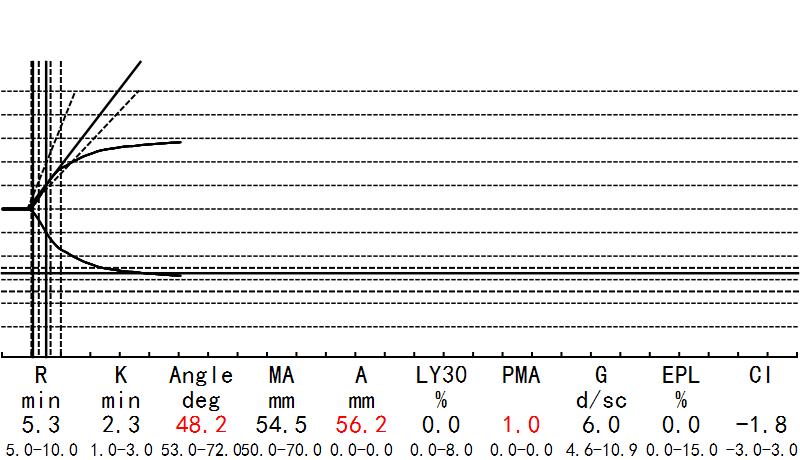 R K Angle MA A LY30 PMA G EPL CI
min min deg mm mm % d/sc %
5.3 2.3 48.2 54.5 56.2 0.0 1.0 6.0 0.0 -1.8
5.0-10.0 1.0-3.0 53.0-72.0 50.0-70.0 0.0-0.0 0.0-8.0 0.0-0.0 4.6-10.9 0.0-15.0 -3.0-3.0